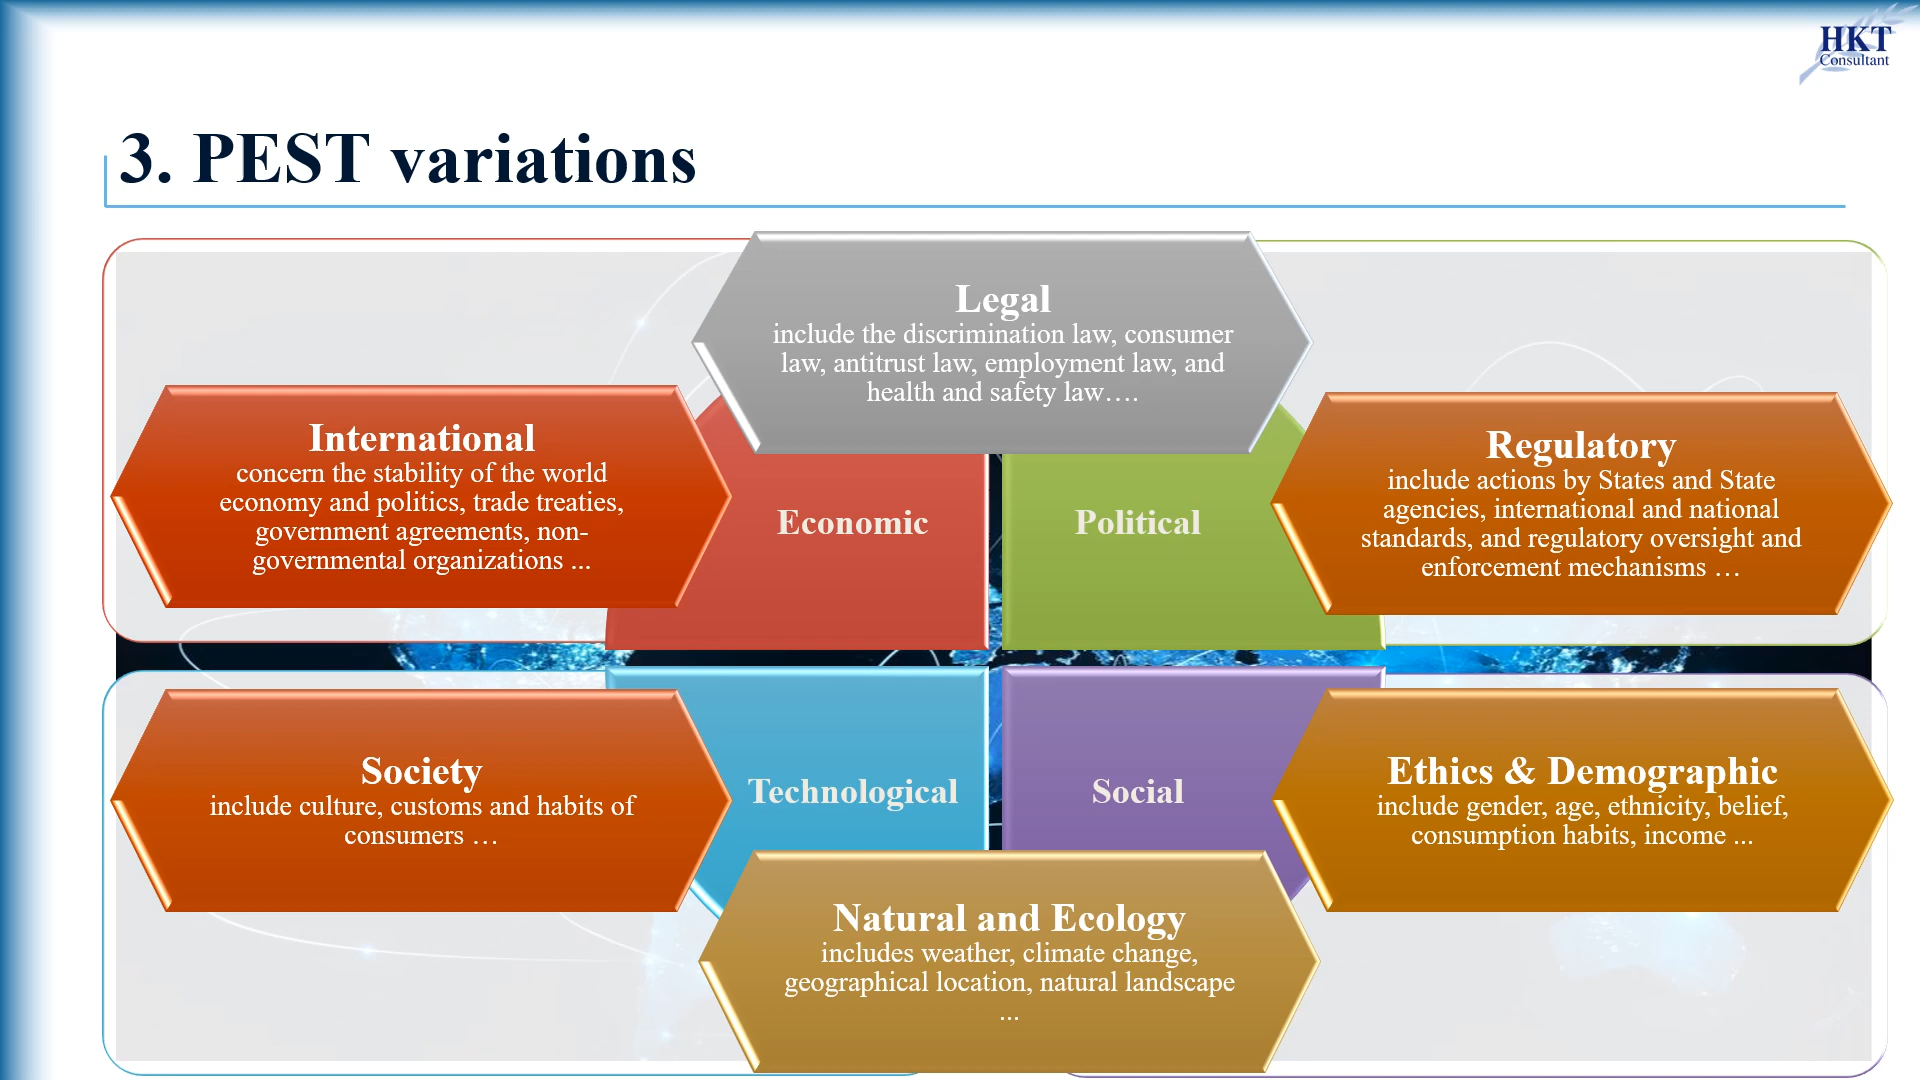 HKT
Consultant
3. PEST variations
Legal
include the discrimination law, consumer
law, antitrust law, employment law, and
health and safety law….
International
concern the stability of the world
economy and politics, trade treaties,
government agreements, non-
governmental organizations ...
Economic
Political
Regulatory
include actions by States and State
agencies, international and national
standards, and regulatory oversight and
enforcement mechanisms …
Society
include culture, customs and habits of
consumers …
Technological
Social
Ethics & Demographic
include gender, age, ethnicity, belief,
consumption habits, income ...
Natural and Ecology
includes weather, climate change,
geographical location, natural landscape
...